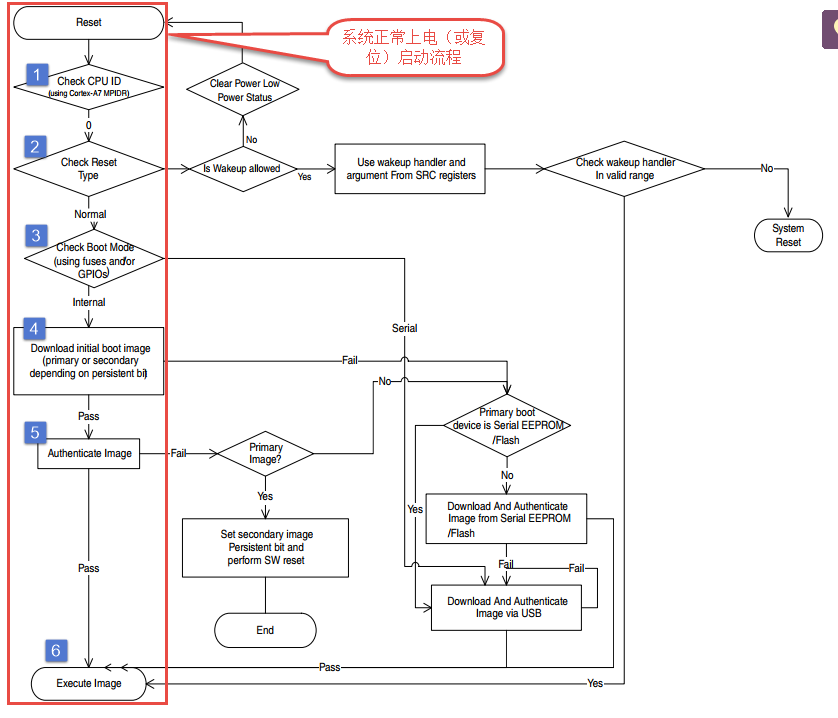 Reset
系统正常上电（或复
位）启动流程
1
Check CPU ID
(using Cortex-A7 MPIDR)
Clear Power Low
Power Status
0
No
2
Check Reset
Type
Is Wakeup allowed
Yes
Use wakeup handler and
argument From SRC registers
Check wakeup handler
In valid range
No
System
Reset
Normal
3
Check Boot Mode
(using fuses and/or
GPIOs)
Internal
Serial
4
Download initial boot image
(primary or secondary
depending on persistent bit)
Fail
No
Pass
Primary boot
device is Serial EEPROM
/Flash
5
Authenticate Image
Fail
Primary
Image?
No
Yes
Yes
Download And Authenticate
Image from Serial EEPROM
/Flash
Set secondary image
Persistent bit and
perform SW reset
Pass
Fail
Fail
Download And Authenticate
Image via USB
End
6
Pass
Execute Image
Yes